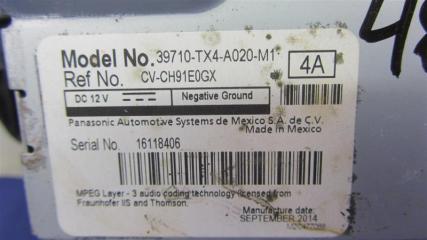 Model No. 39710-TX4-A020-M1
4A
Ref No. CV-CH91E0GX
DC 12 V
Negative Ground
Panasonic Automotive Systems de Mexico S.A. de C.V.
Made in Mexico
Serial No. 16118406
MPEG Layer - 3 audio coding technology licensed from
Fraunhofer IIS and Thomson.
Manufacture date:
SEPTEMBER 2014